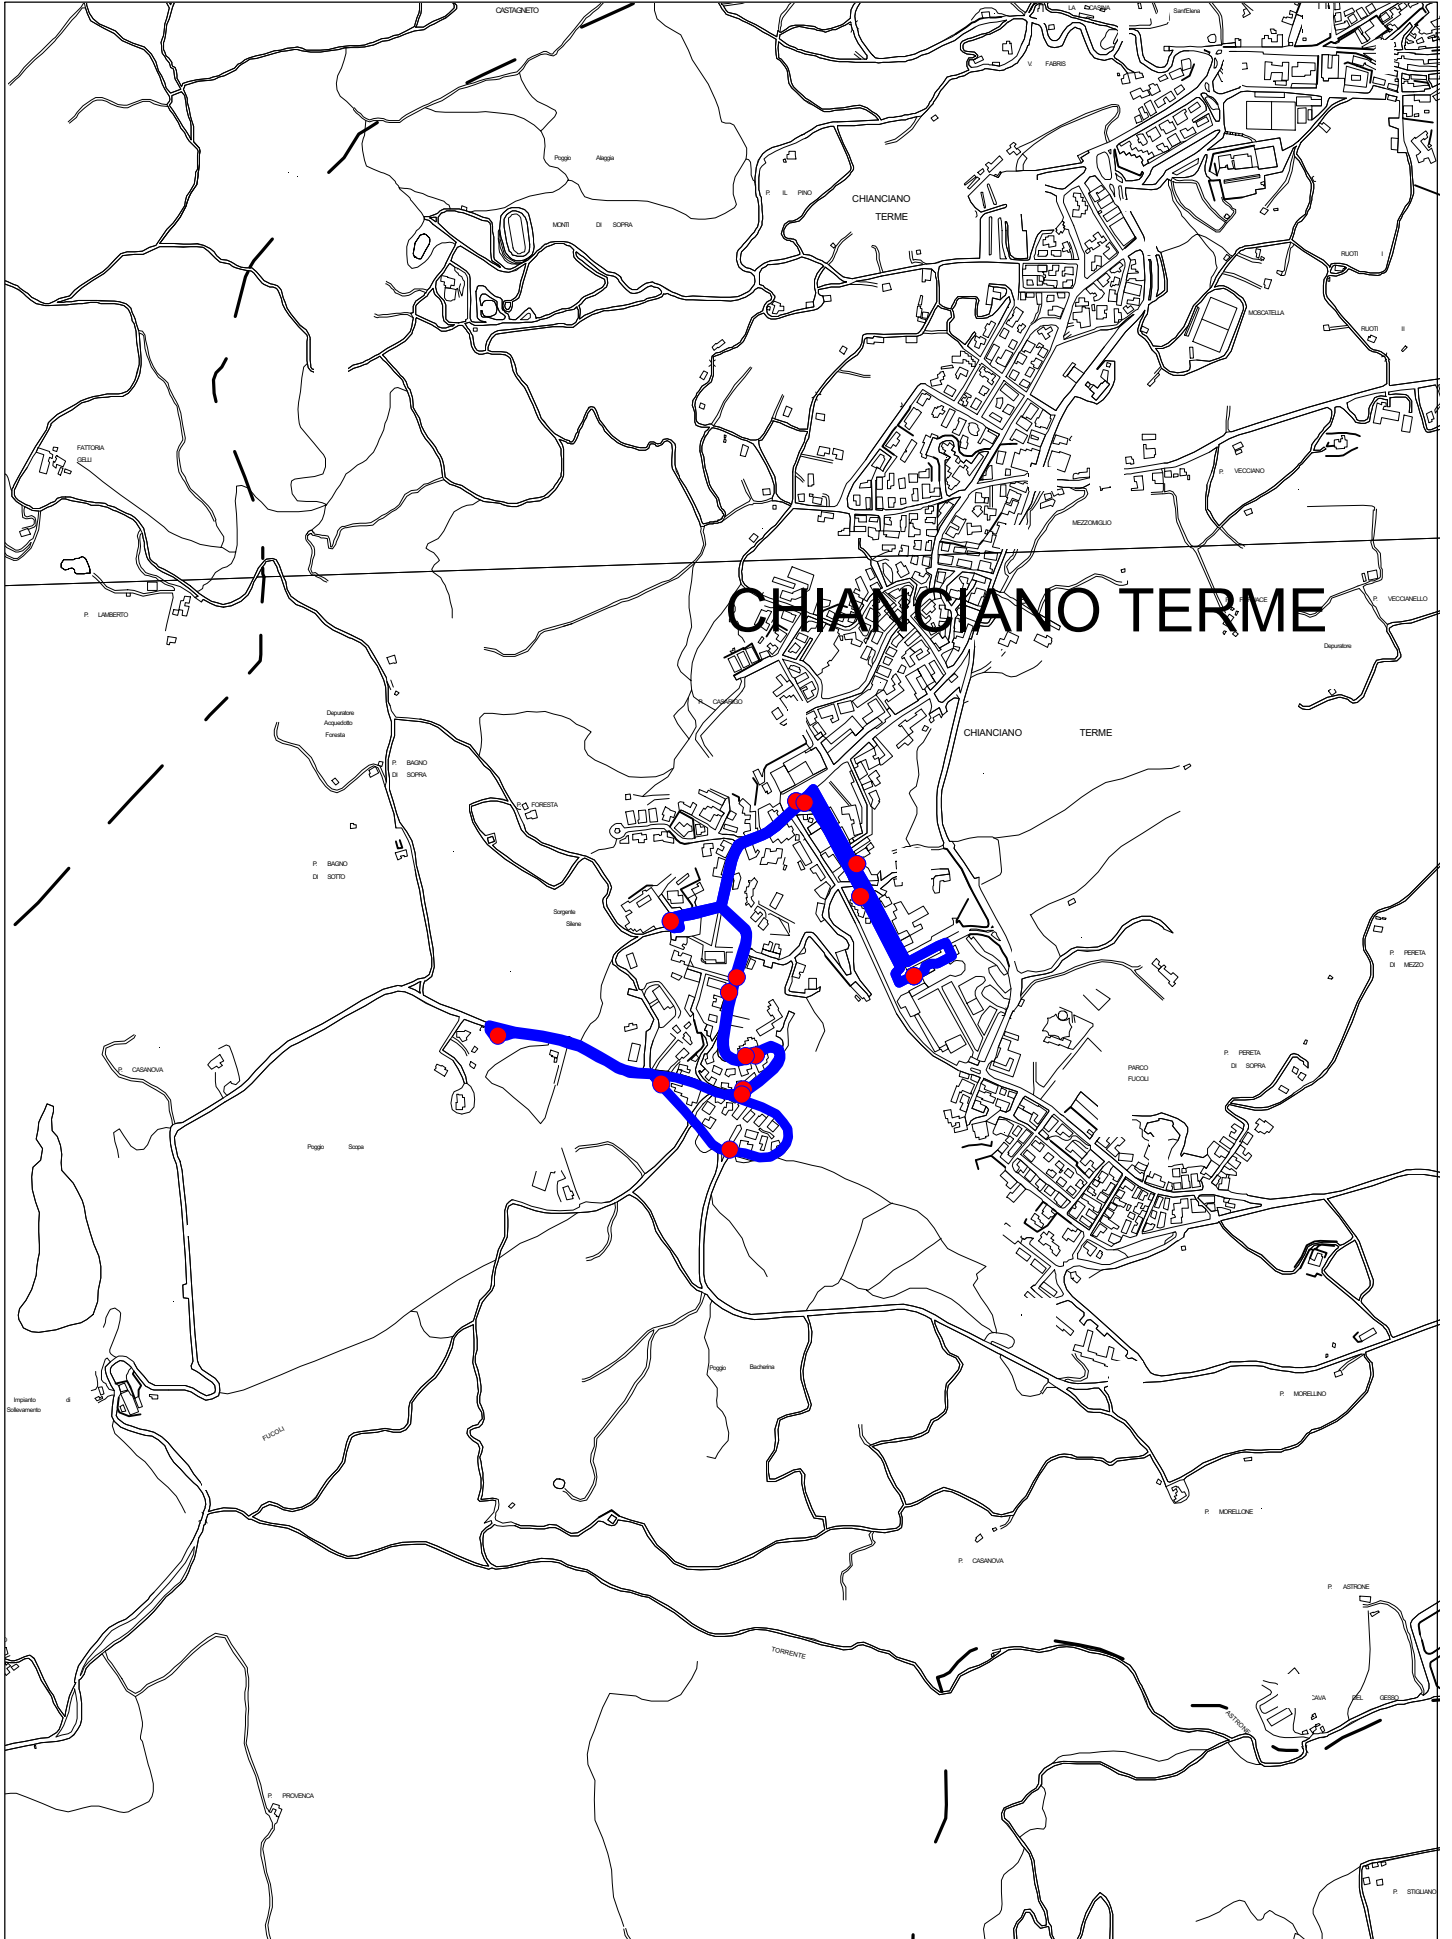 CASTAGNETO
LA CASINA
Sant'Elena
V. FABRIS
Poggio Alaggia
P. IL PINO
CHIANCIANO
TERME
MONTI DI SOPRA
RUOTI I
MOSCATELLA
RUOTI II
FATTORIA
GELLI
P. VECCIANO
MEZZOMIGLIO
CHIANCIANO TERME
P. LAMBERTO
P. VECCIANELLO
Depuratore
P. CASABIGO
Depuratore
Acquedotto
Foresta
CHIANCIANO TERME
P. BAGNO
DI SOPRA
P. FORESTA
P. BAGNO
DI SOTTO
Sorgente
Silene
P. PERETA
DI MEZZO
P. CASANOVA
P. PERETA
DI SOPRA
PARCO
FUCOLI
Poggio Scopa
Poggio Bacherina
Impianto di
Sollevamento
P. MORELLINO
FUCOLI
P. MORELLONE
P. CASANOVA
P. ASTRONE
TORRENTE
CAVA DEL GESSO
ASTRONE
P. PROVENCA
P. STIGLIANO